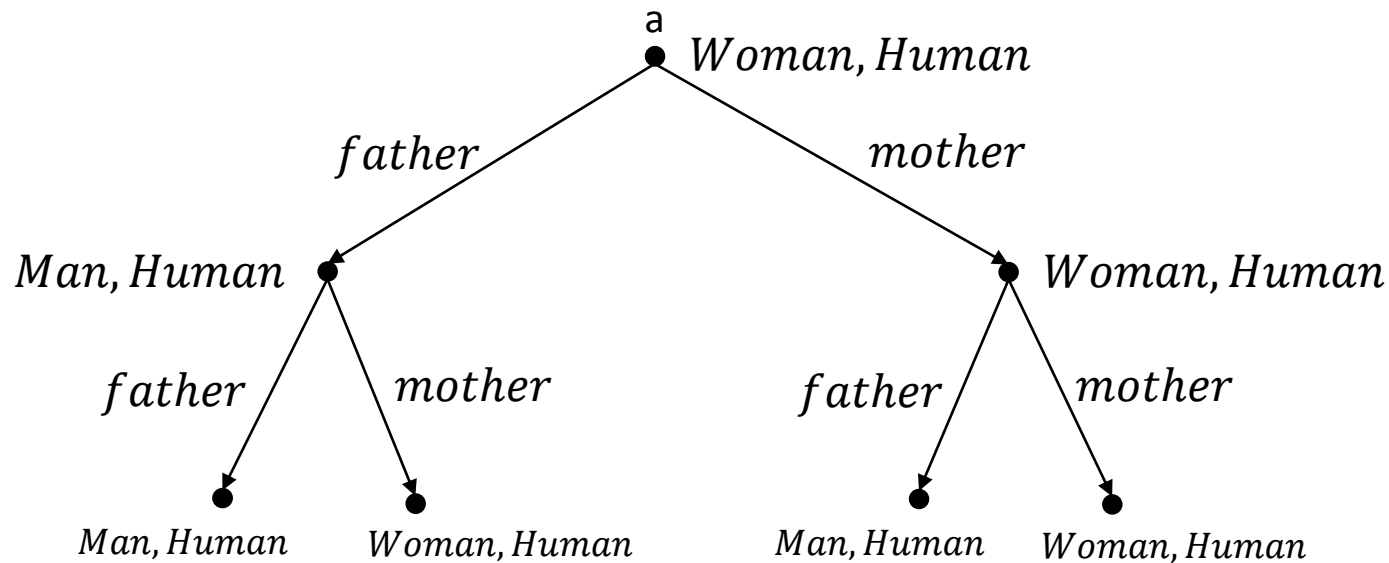 a
Woman, Human
father
mother
Man, Human
Woman, Human
father
mother
father
mother
Man, Human
Woman, Human
Man, Human
Woman, Human